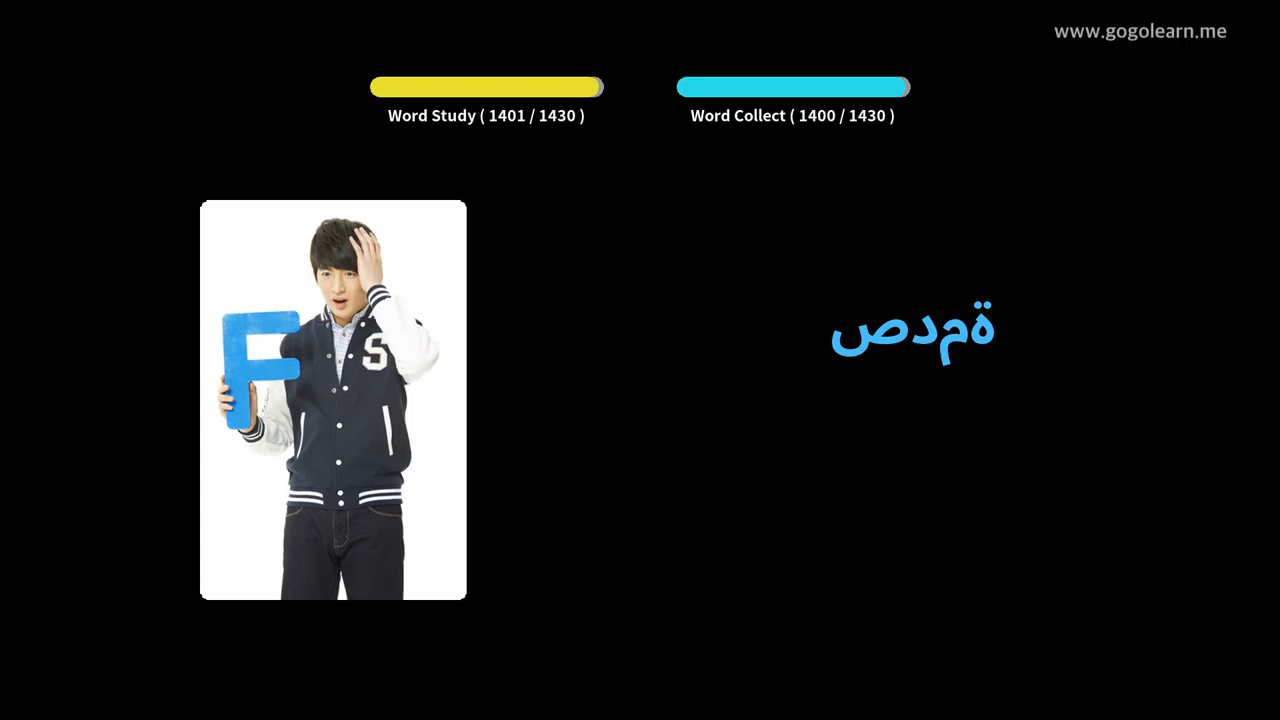 www.gogolearn.me
Word Study ( 1401 / 1430 )
Word Collect ( 1400 / 1430 )
صدمة
F
S